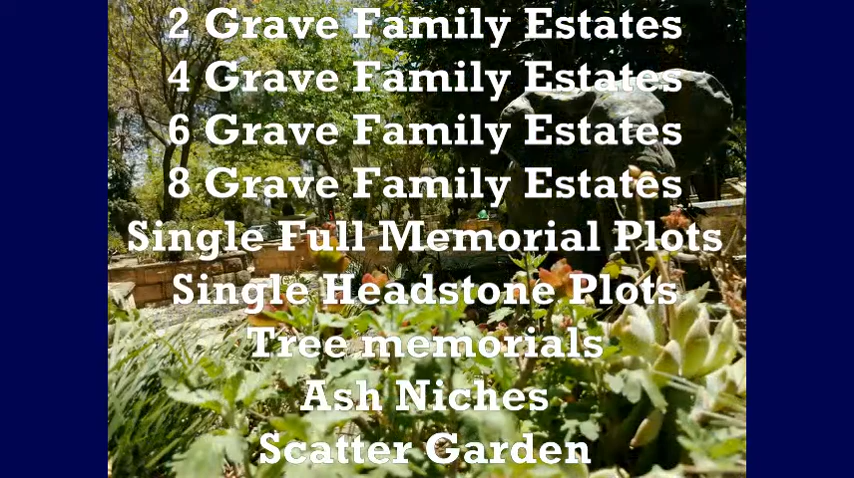 2 Grave Family Estates
4 Grave Family Estates
6 Grave Family Estates
8 Grave Family Estates
Single Full Memorial Plots
Single Headstone Plots
Tree memorials
Ash Niches
Scatter Garden